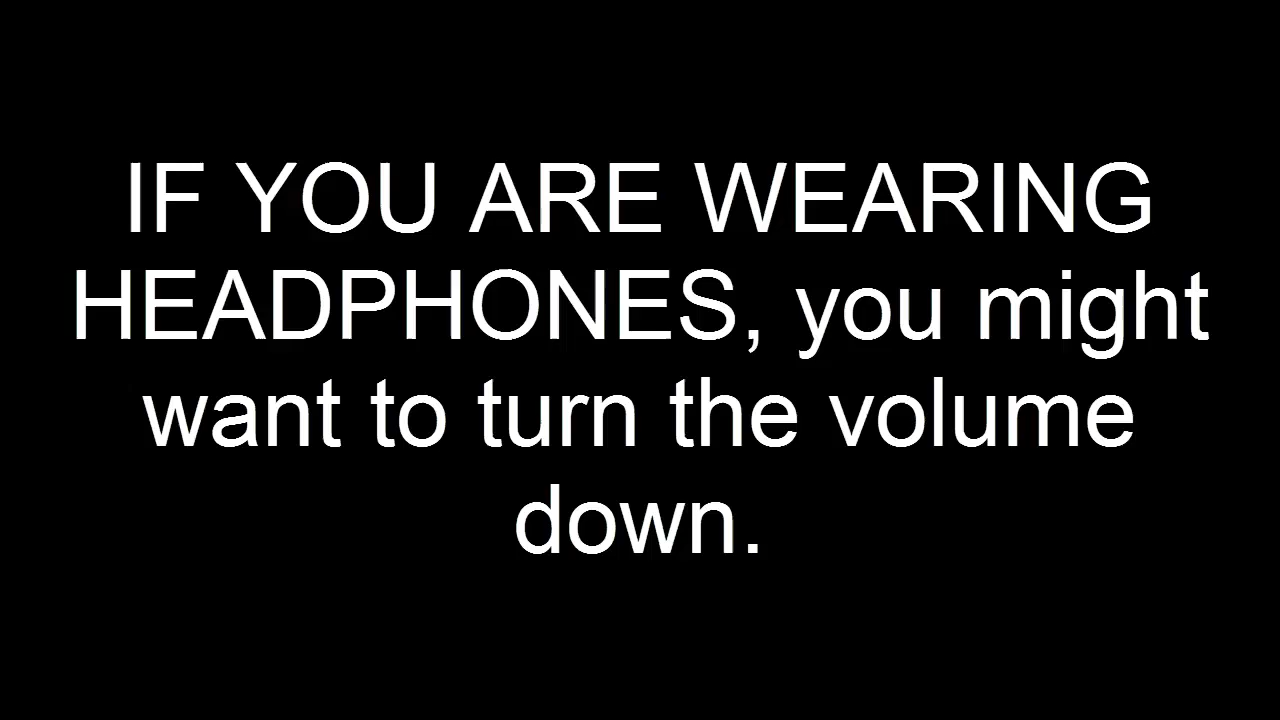 IF YOU ARE WEARING
HEADPHONES, you might
want to turn the volume
down.